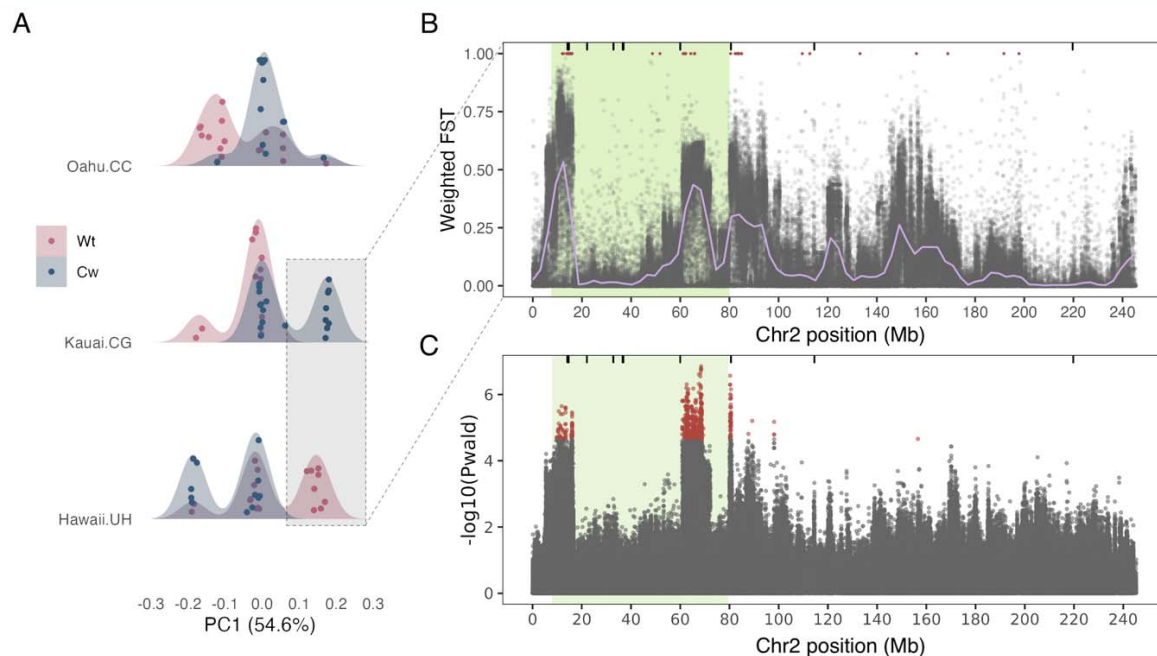 A
Oahu.CC
Wt
Cw
Kauai.CG
Hawaii.UH
-0.3 -0.2 -0.1 0.0 0.1 0.2 0.3
PC1 (54.6%)
B
1.00
0.75
0.50
0.25
0.00
Weighted FST
0 20 40 60 80 100 120 140 160 180 200 220 240
Chr2 position (Mb)
C
6
4
2
0
-log10(Pwald)
0 20 40 60 80 100 120 140 160 180 200 220 240
Chr2 position (Mb)